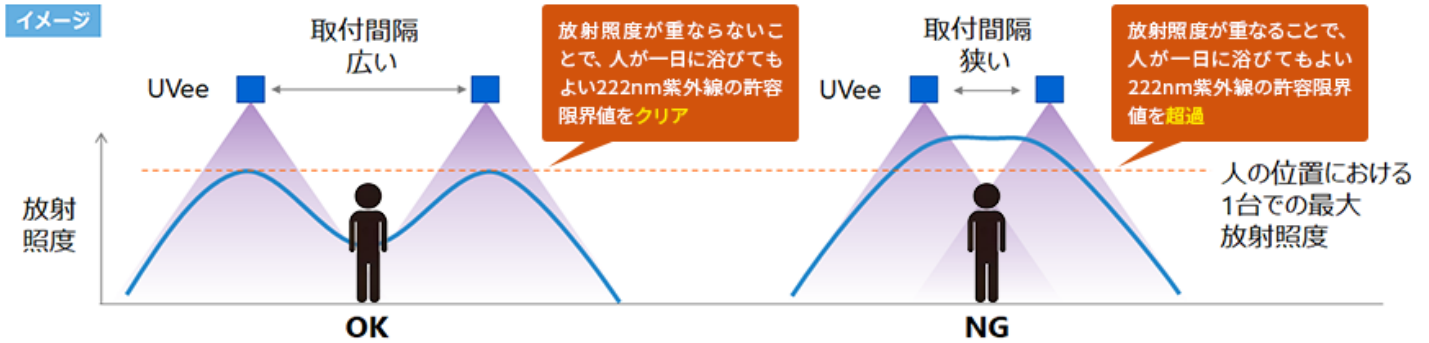 イメージ
取付間隔
広い
UVee
放射照度が重ならないこ
とで、人が一日に浴びても
よい222nm紫外線の許容
限界値をクリア
取付間隔
狭い
UVee
放射照度が重なることで、
人が一日に浴びてもよい
222nm紫外線の許容限界
値を超過
放射
照度
人の位置における
1台での最大
放射照度
OK
NG